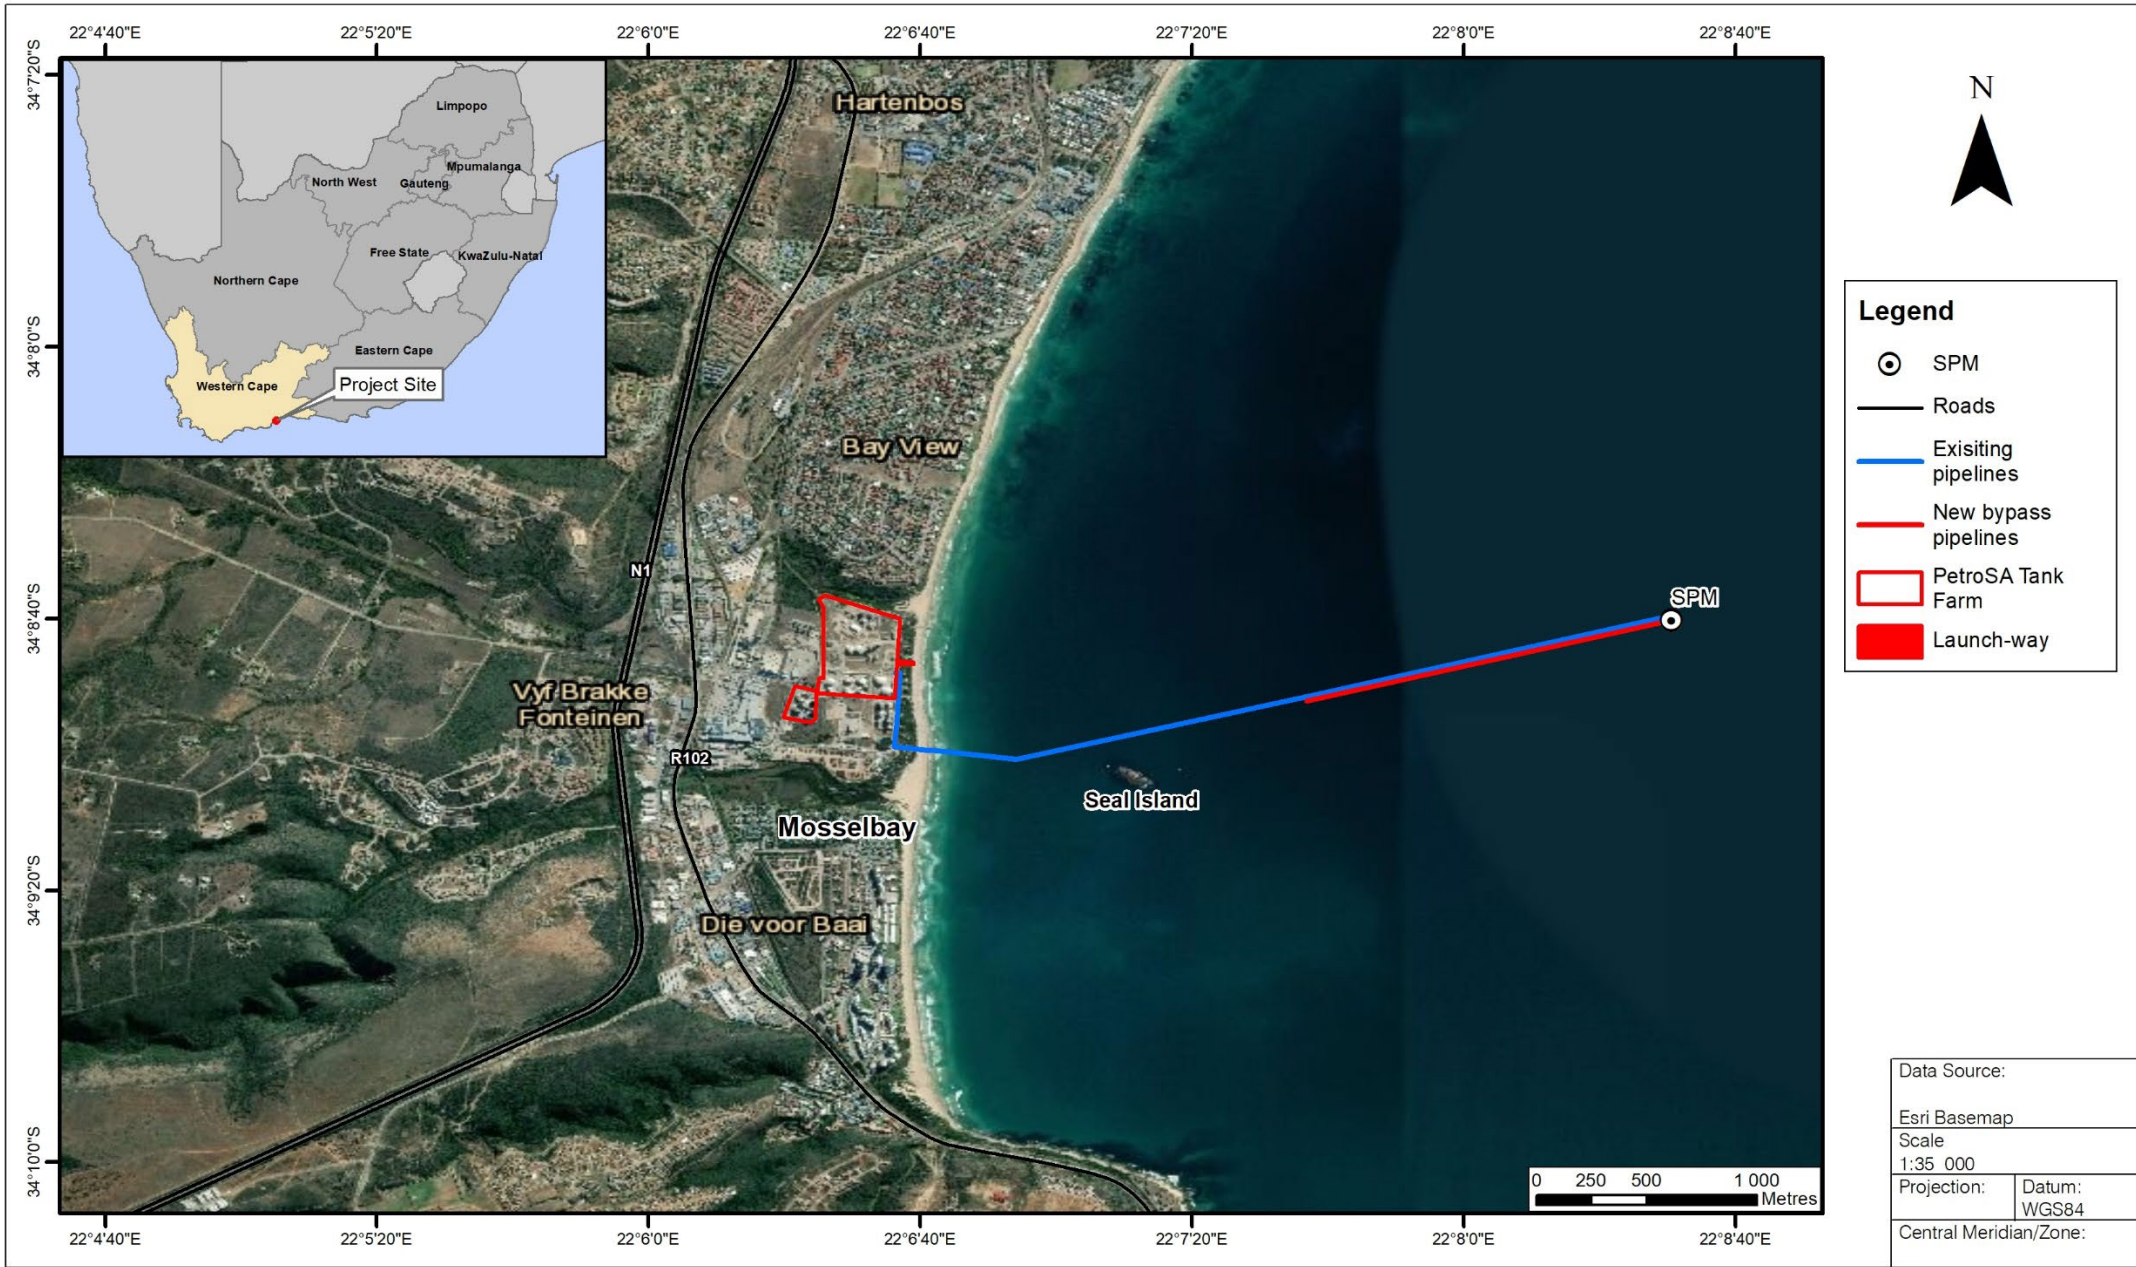 22°4'40"E
22°5'20"E
22°6'0"E
22°6'40"E
22°7'20"E
22°8'0"E
22°8'40"E
34°7'20"S
34°8'0"S
34°8'40"S
34°9'20"S
34°10'0"S
Limpopo
Mpumalanga
North West
Gauteng
Free State
KwaZulu-Natal
Northern Cape
Eastern Cape
Western Cape
Project Site
Hartenbos
Bay View
N1
SPM
Vyf Brakke
Fonteinen
R102
Seal Island
Mosselbay
Die voor Baai
0 250 500 1 000
Metres
22°4'40"E
22°5'20"E
22°6'0"E
22°6'40"E
22°7'20"E
22°8'0"E
22°8'40"E
N
Legend
SPM
Roads
Exisiting
pipelines
New bypass
pipelines
PetroSA Tank
Farm
Launch-way
Data Source:
Esri Basemap
Scale
1:35 000
Projection:
Datum:
WGS84
Central Meridian/Zone: